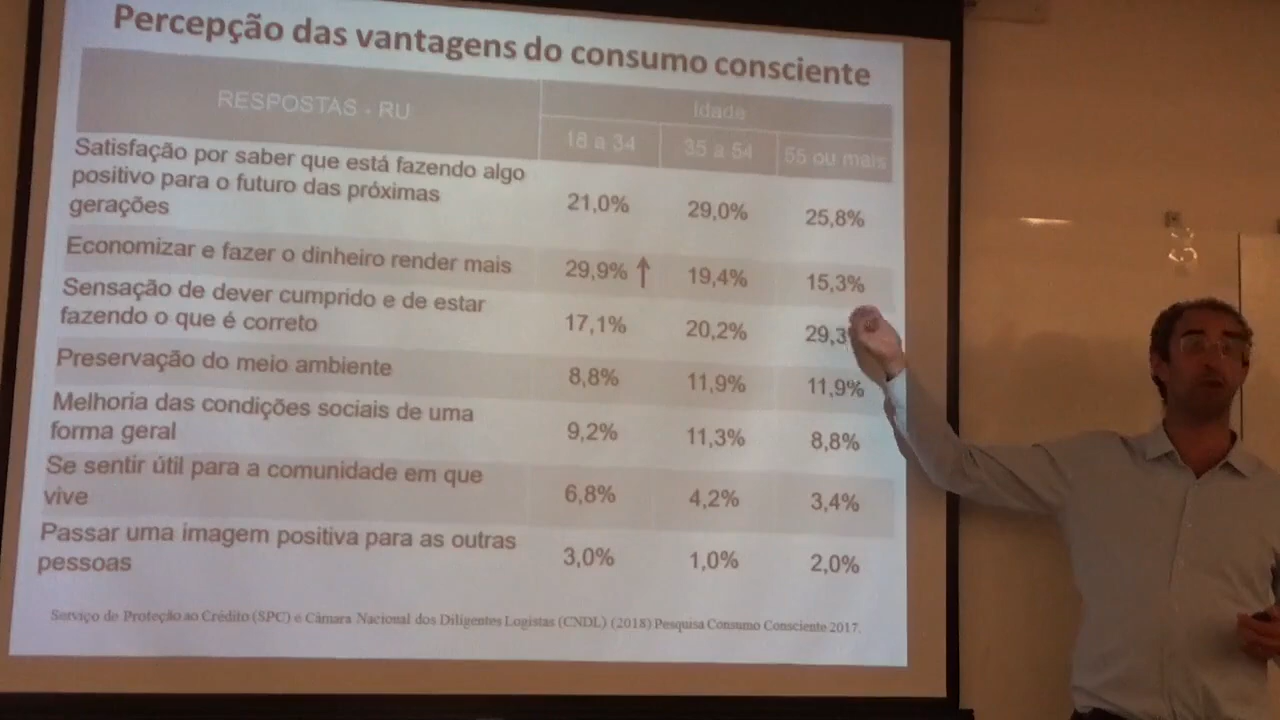 Percepção das vantagens do consumo consciente
RESPOSTAS - RU
Idade
18 a 34 35 a 54 55 ou mais
Satisfação por saber que está fazendo algo
positivo para o futuro das próximas
gerações
21,0% 29,0% 25,8%
Economizar e fazer o dinheiro render mais
29,9% ↑ 19,4% 15,3%
Sensação de dever cumprido e de estar
fazendo o que é correto
17,1% 20,2% 29,3
Preservação do meio ambiente
8,8% 11,9% 11,9%
Melhoria das condições sociais de uma
forma geral
9,2% 11,3% 8,8%
Se sentir útil para a comunidade em que
vive
6,8% 4,2% 3,4%
Passar uma imagem positiva para as outras
pessoas
3,0% 1,0% 2,0%
Serviço de Proteção ao Crédito (SPC) e Câmara Nacional dos Diligentes Logistas (CNDL) (2018) Pesquisa Consumo Consciente 2017.